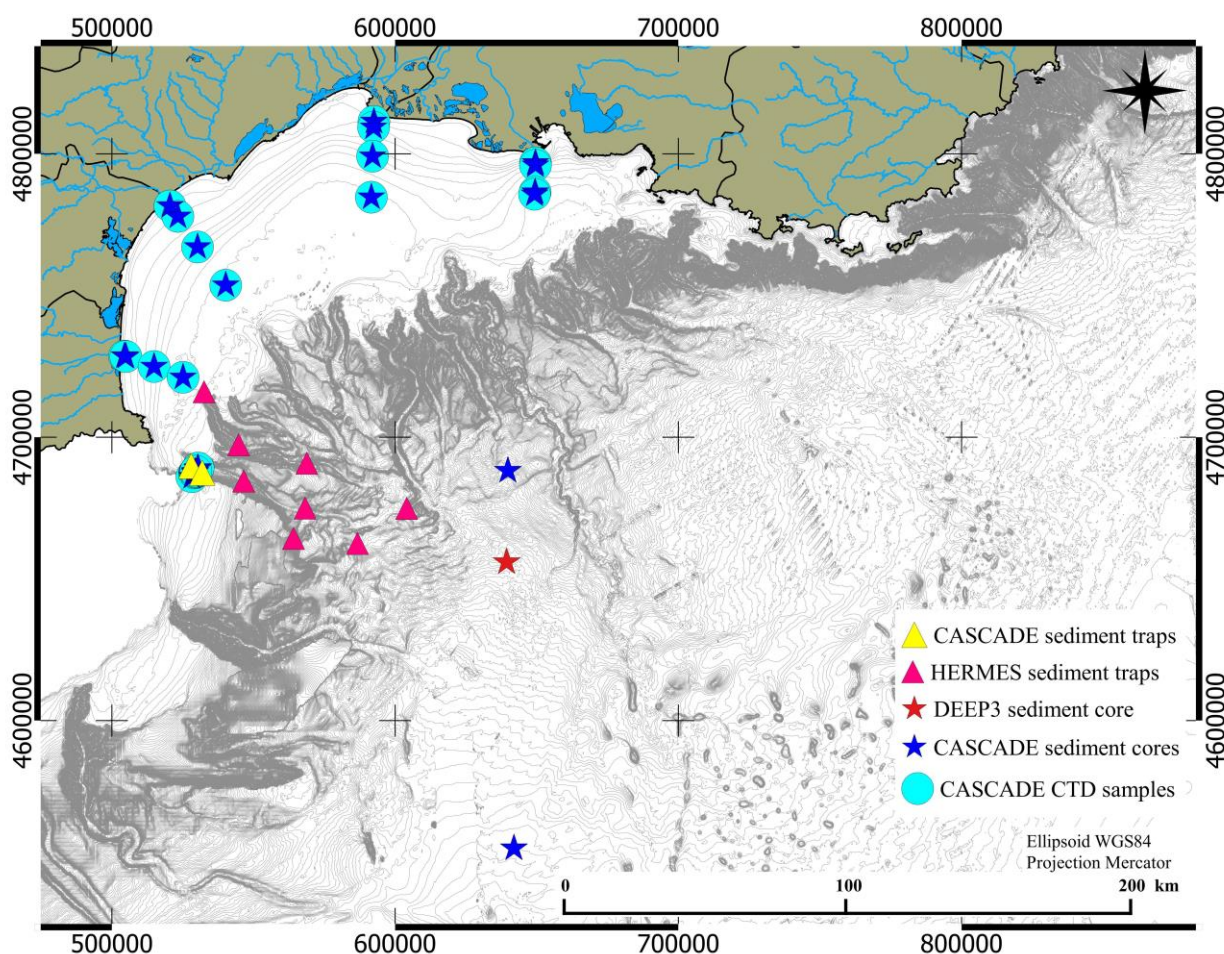 500000 600000 700000 800000
4800000 4800000
4700000 4700000
4600000 4600000
CASCADE sediment traps
HERMES sediment traps
DEEP3 sediment core
CASCADE sediment cores
CASCADE CTD samples
Ellipsoid WGS84
Projection Mercator
0 100 200 km
500000 600000 700000 800000